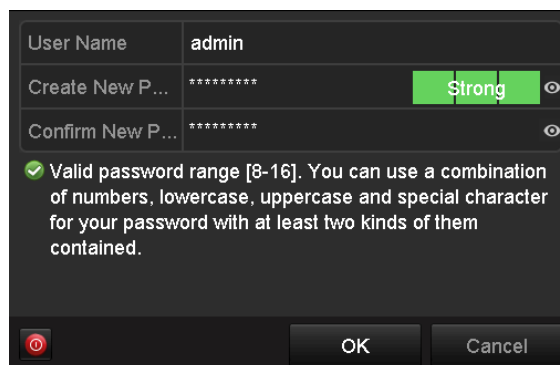 User Name admin
Create New P... ********* Strong
Confirm New P... *********
Valid password range [8-16]. You can use a combination
of numbers, lowercase, uppercase and special character
for your password with at least two kinds of them
contained.
OK Cancel